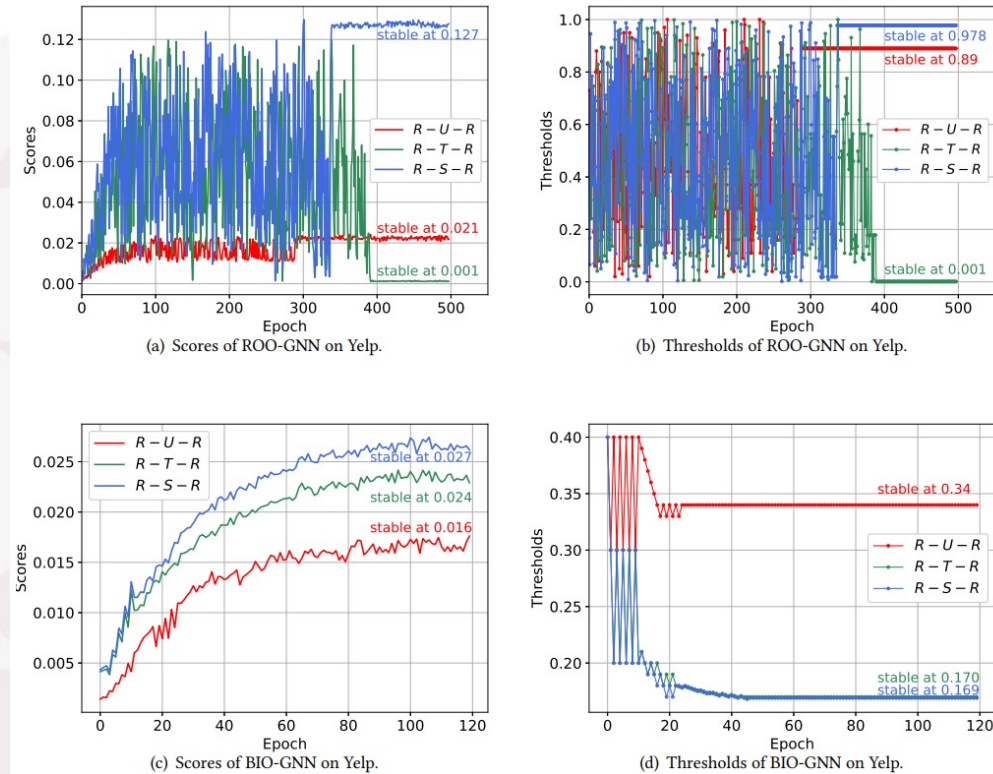 0.12
0.10
0.08
0.06
0.04
0.02
0.00
Scores
stable at 0.127
R − U − R
R − T − R
R − S − R
stable at 0.021
stable at 0.001
0 100 200 300 400 500
Epoch
(a) Scores of ROO-GNN on Yelp.
1.0
0.8
0.6
0.4
0.2
0.0
Thresholds
stable at 0.978
stable at 0.89
R − U − R
R − T − R
R − S − R
stable at 0.001
0 100 200 300 400 500
Epoch
(b) Thresholds of ROO-GNN on Yelp.
0.025
0.020
0.015
0.010
0.005
Scores
R − U − R
R − T − R
R − S − R
stable at 0.027
stable at 0.024
stable at 0.016
0 20 40 60 80 100 120
Epoch
(c) Scores of BIO-GNN on Yelp.
0.40
0.35
0.30
0.25
0.20
Thresholds
stable at 0.34
R − U − R
R − T − R
R − S − R
stable at 0.170
stable at 0.169
0 20 40 60 80 100 120
Epoch
(d) Thresholds of BIO-GNN on Yelp.